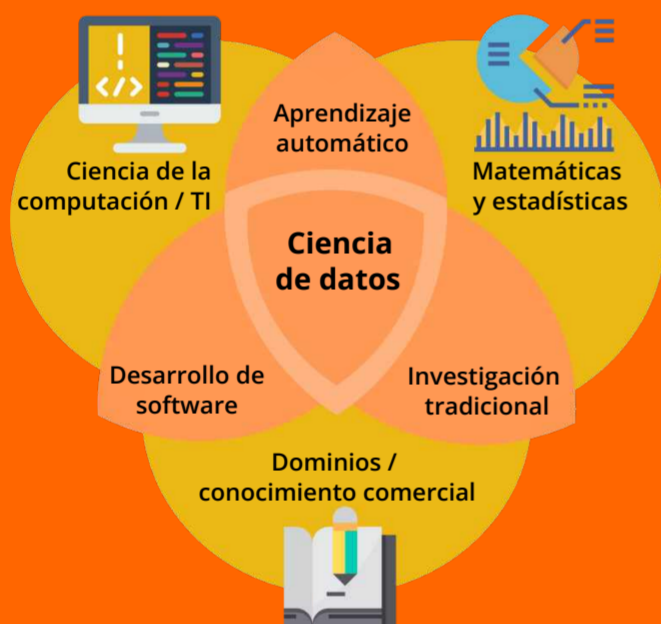 Aprendizaje
automático
Ciencia de la
computación / TI
Matemáticas
y estadísticas
Ciencia
de datos
Desarrollo de
software
Investigación
tradicional
Dominios /
conocimiento comercial